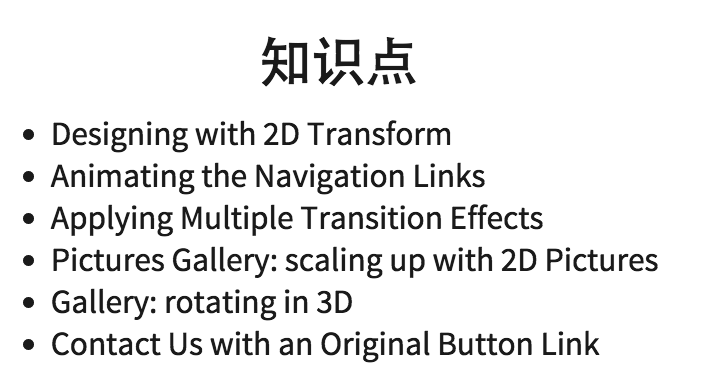 知识点
• Designing with 2D Transform
• Animating the Navigation Links
• Applying Multiple Transition Effects
• Pictures Gallery: scaling up with 2D Pictures
• Gallery: rotating in 3D
• Contact Us with an Original Button Link